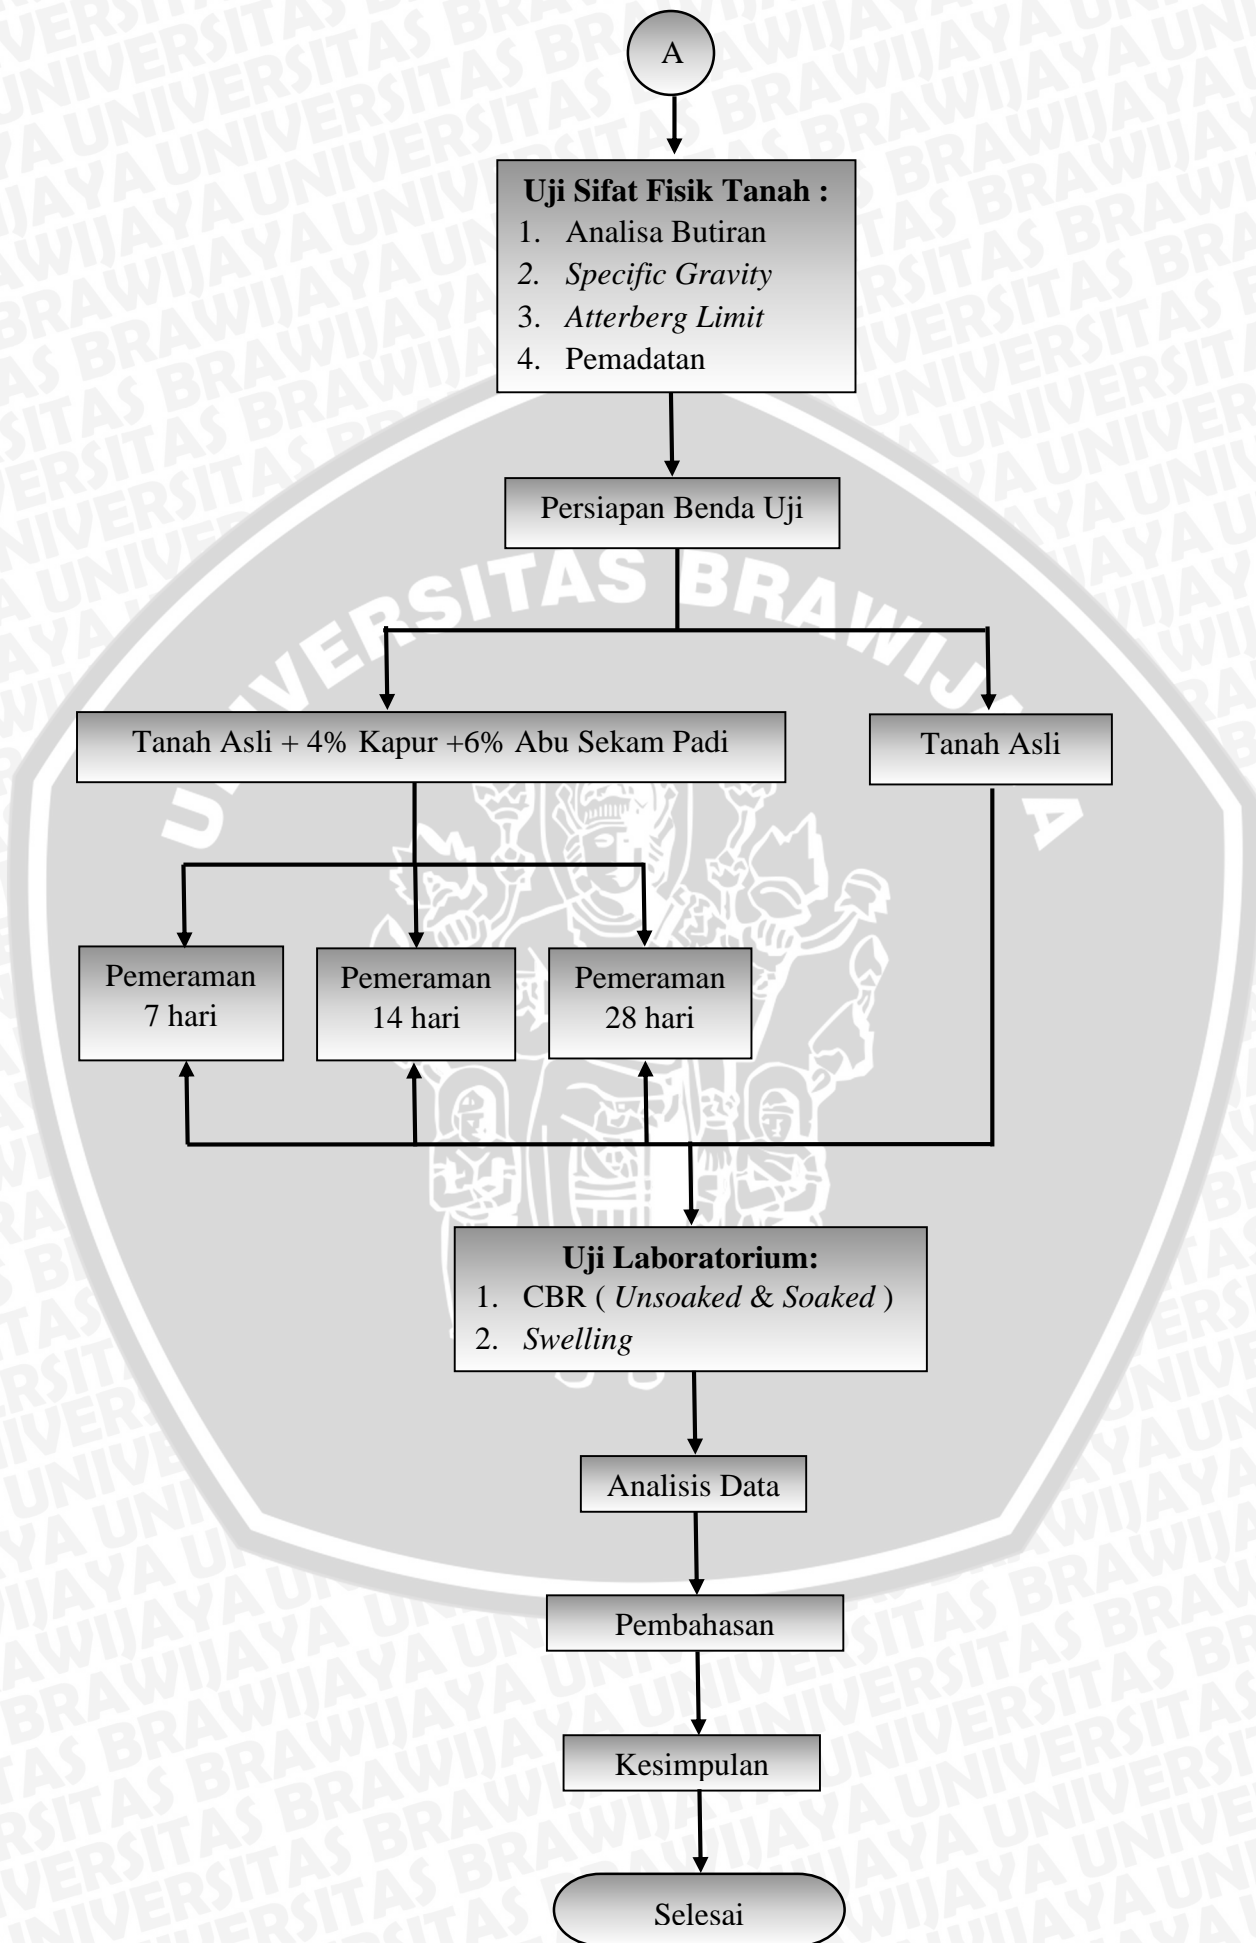 A
Uji Sifat Fisik Tanah :
1. Analisa Butiran
2. Specific Gravity
3. Atterberg Limit
4. Pemadatan
Persiapan Benda Uji
UNIVERSITAS BRAWIJAYA
Tanah Asli + 4% Kapur +6% Abu Sekam Padi
Tanah Asli
Pemeraman
7 hari
Pemeraman
14 hari
Pemeraman
28 hari
Uji Laboratorium:
1. CBR ( Unsoaked & Soaked )
2. Swelling
Analisis Data
Pembahasan
Kesimpulan
Selesai